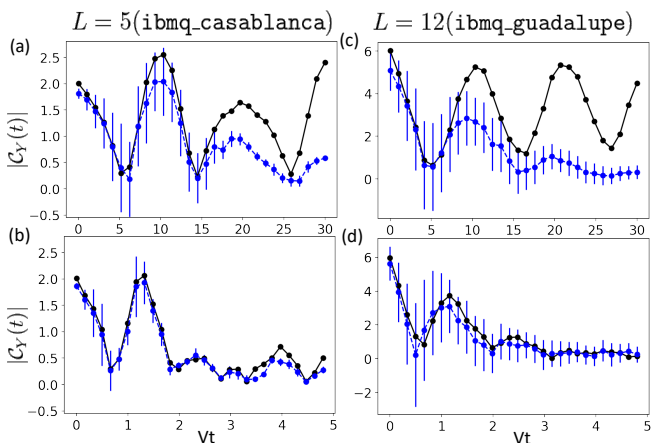 L = 5(ibmq_casablanca) L = 12(ibmq_guadalupe)
(a) (c)
2.5 2.0 1.5 1.0 0.5 0.0 −0.5
|C_Y(t)|
0 5 10 15 20 25 30
6 4 2 0
0 5 10 15 20 25 30
(b) (d)
2.5 2.0 1.5 1.0 0.5 0.0 −0.5
|C_Y(t)|
0 1 2 3 4 5
Vt
6 4 2 0 −2
0 1 2 3 4 5
Vt